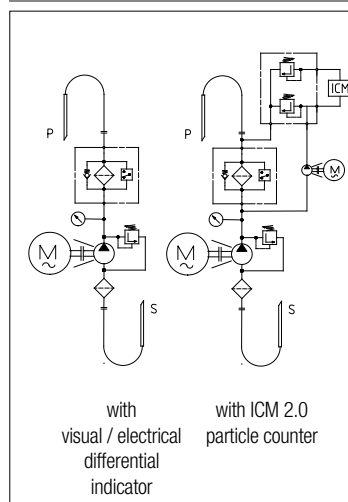 ICM
P
P
M
M
M
S
S
with
visual / electrical
differential
indicator
with ICM 2.0
particle counter